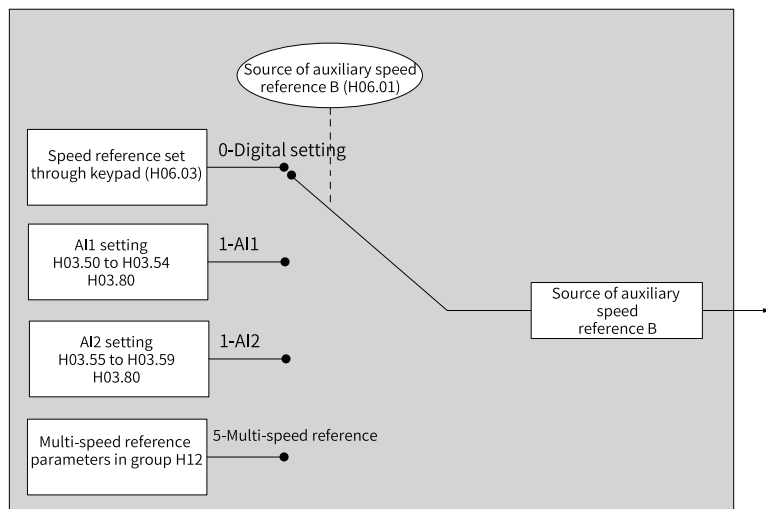 Source of auxiliary speed
reference B (H06.01)
Speed reference set
through keypad (H06.03)
0-Digital setting
AI1 setting
H03.50 to H03.54
H03.80
1-AI1
Source of auxiliary
speed
reference B
AI2 setting
H03.55 to H03.59
H03.80
1-AI2
Multi-speed reference
parameters in group H12
5-Multi-speed reference